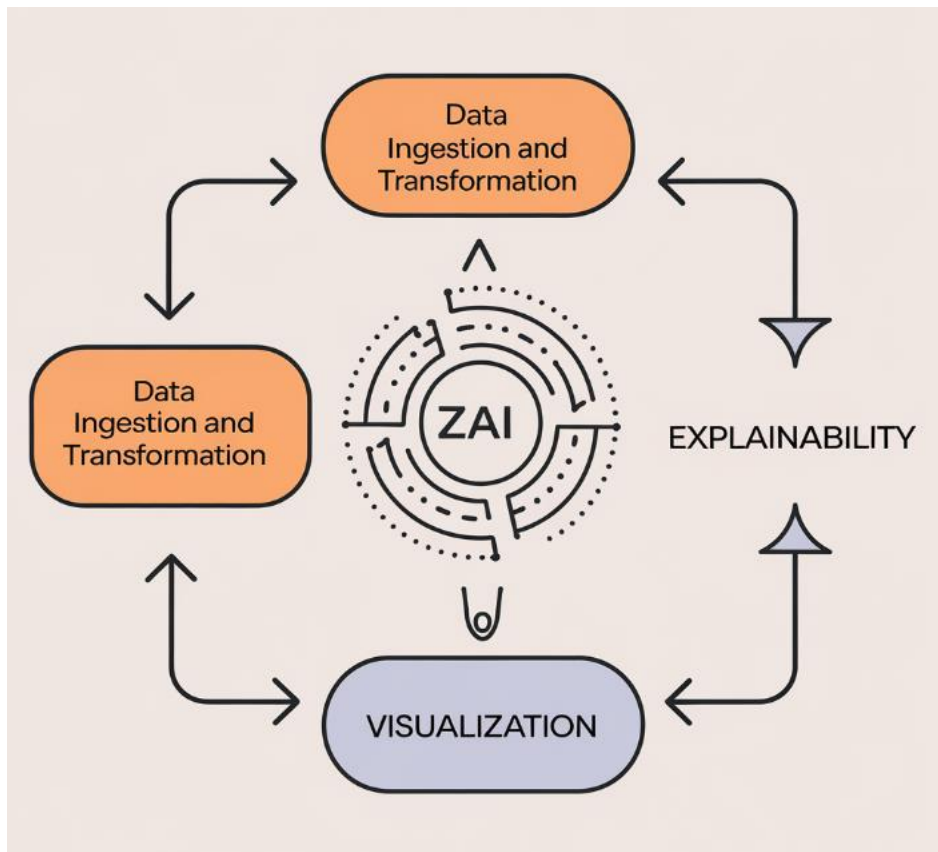 Data
Ingestion and
Transformation
Data
Ingestion and
Transformation
ZAI
EXPLAINABILITY
VISUALIZATION